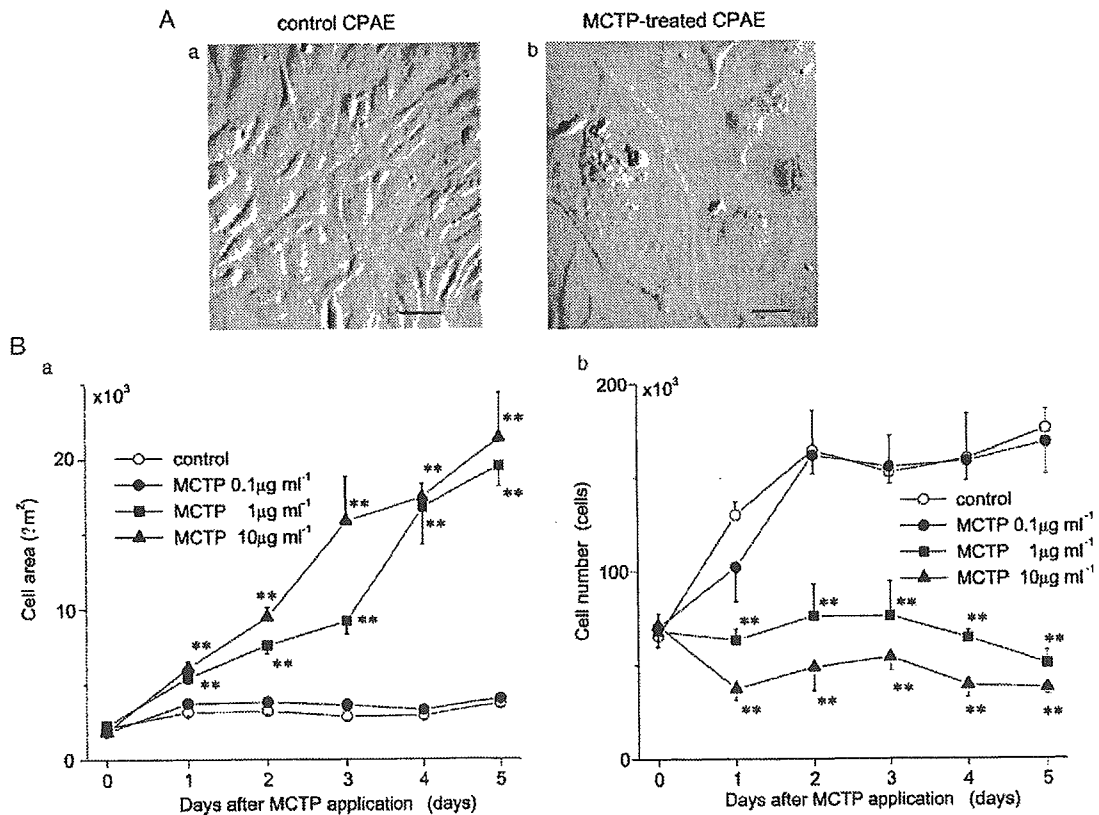 A
control CPAE
MCTP-treated CPAE
a
b
B
a
x10³
20
10
0
Cell area (?m²)
control
MCTP 0.1µg ml⁻¹
MCTP 1µg ml⁻¹
MCTP 10µg ml⁻¹
** ** ** ** **
** ** ** ** **
0 1 2 3 4 5
Days after MCTP application (days)
b
200
x10³
100
0
Cell number (cells)
control
MCTP 0.1µg ml⁻¹
MCTP 1µg ml⁻¹
MCTP 10µg ml⁻¹
** ** ** ** **
** ** ** ** **
0 1 2 3 4 5
Days after MCTP application (days)